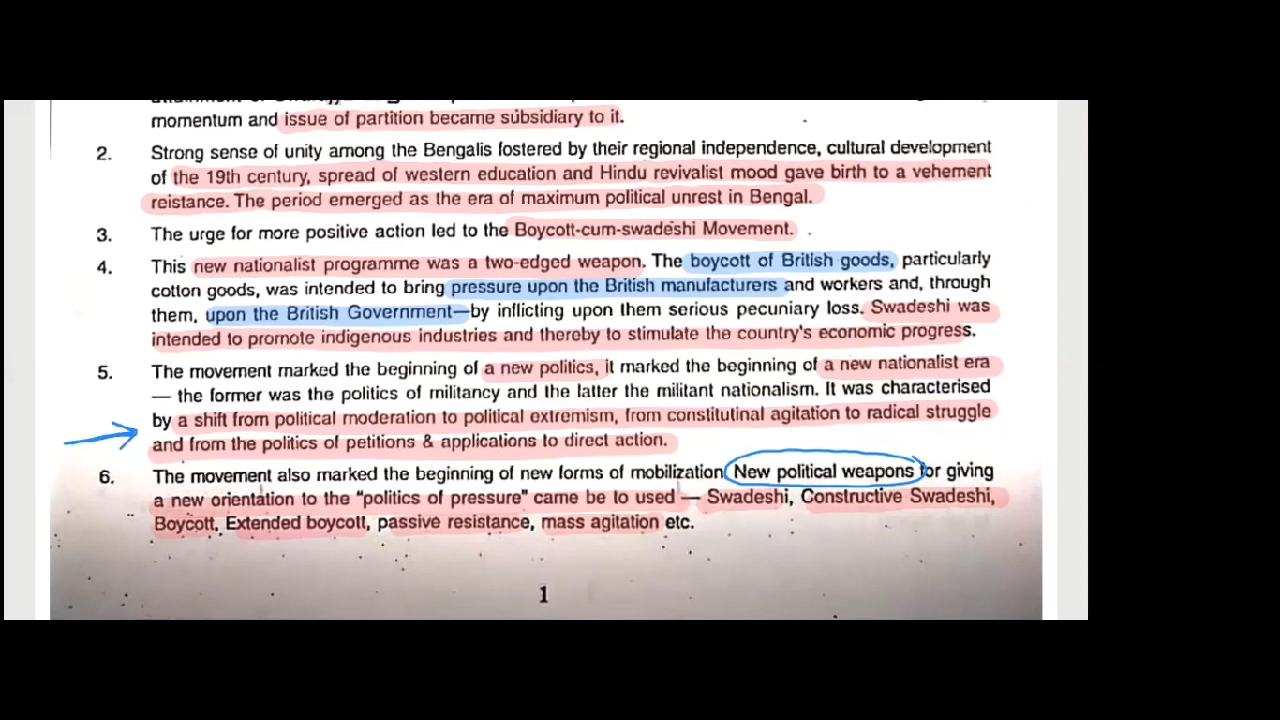 momentum and issue of partition became subsidiary to it.
2. Strong sense of unity among the Bengalis fostered by their regional independence, cultural development
of the 19th century, spread of western education and Hindu revivalist mood gave birth to a vehement
reistance. The period emerged as the era of maximum political unrest in Bengal.
3. The urge for more positive action led to the Boycott-cum-swadeshi Movement.
4. This new nationalist programme was a two-edged weapon. The boycott of British goods, particularly
cotton goods, was intended to bring pressure upon the British manufacturers and workers and, through
them, upon the British Government—by inflicting upon them serious pecuniary loss. Swadeshi was
intended to promote indigenous industries and thereby to stimulate the country's economic progress.
5. The movement marked the beginning of a new politics, it marked the beginning of a new nationalist era
— the former was the politics of militancy and the latter the militant nationalism. It was characterised
by a shift from political moderation to political extremism, from constitutinal agitation to radical struggle
and from the politics of petitions & applications to direct action.
6. The movement also marked the beginning of new forms of mobilization New political weapons for giving
a new orientation to the "politics of pressure" came be to used — Swadeshi, Constructive Swadeshi,
Boycott, Extended boycott, passive resistance, mass agitation etc.
1